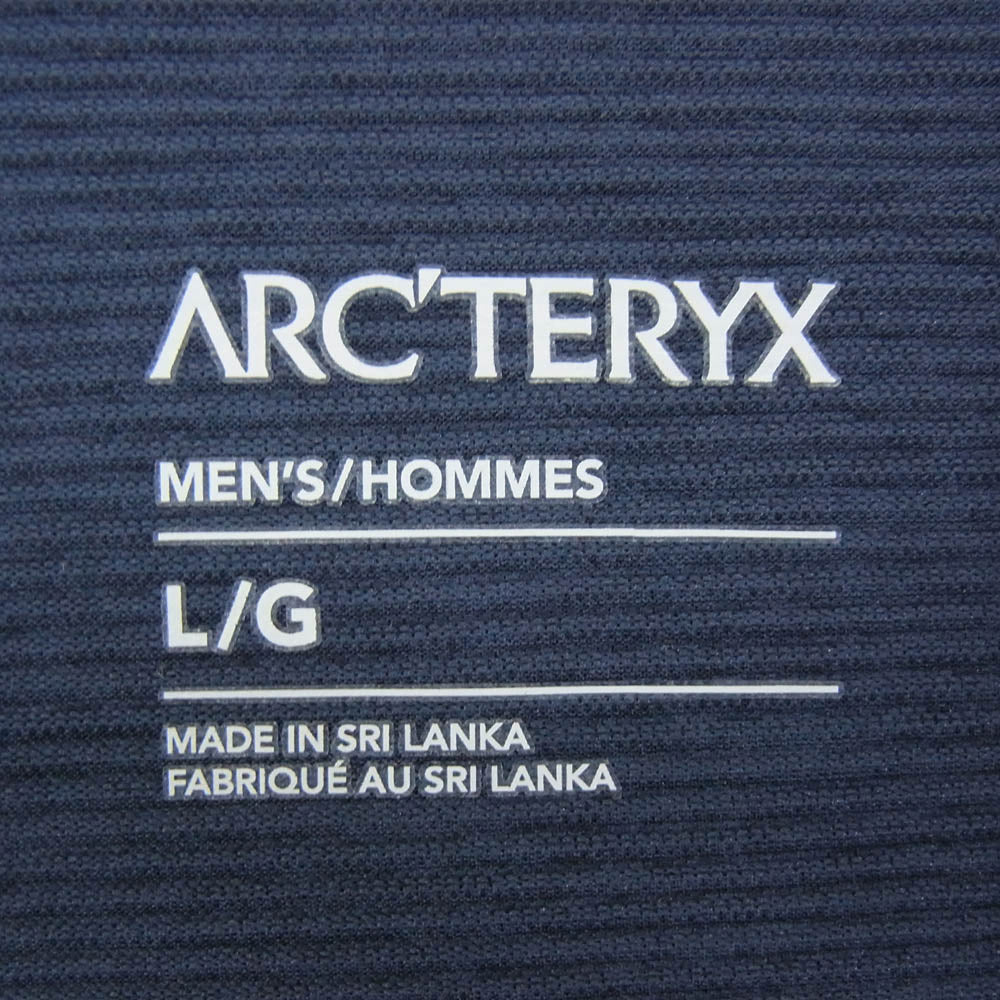 ARC'TERYX
MEN'S/HOMMES
L/G
MADE IN SRI LANKA
FABRIQUÉ AU SRI LANKA